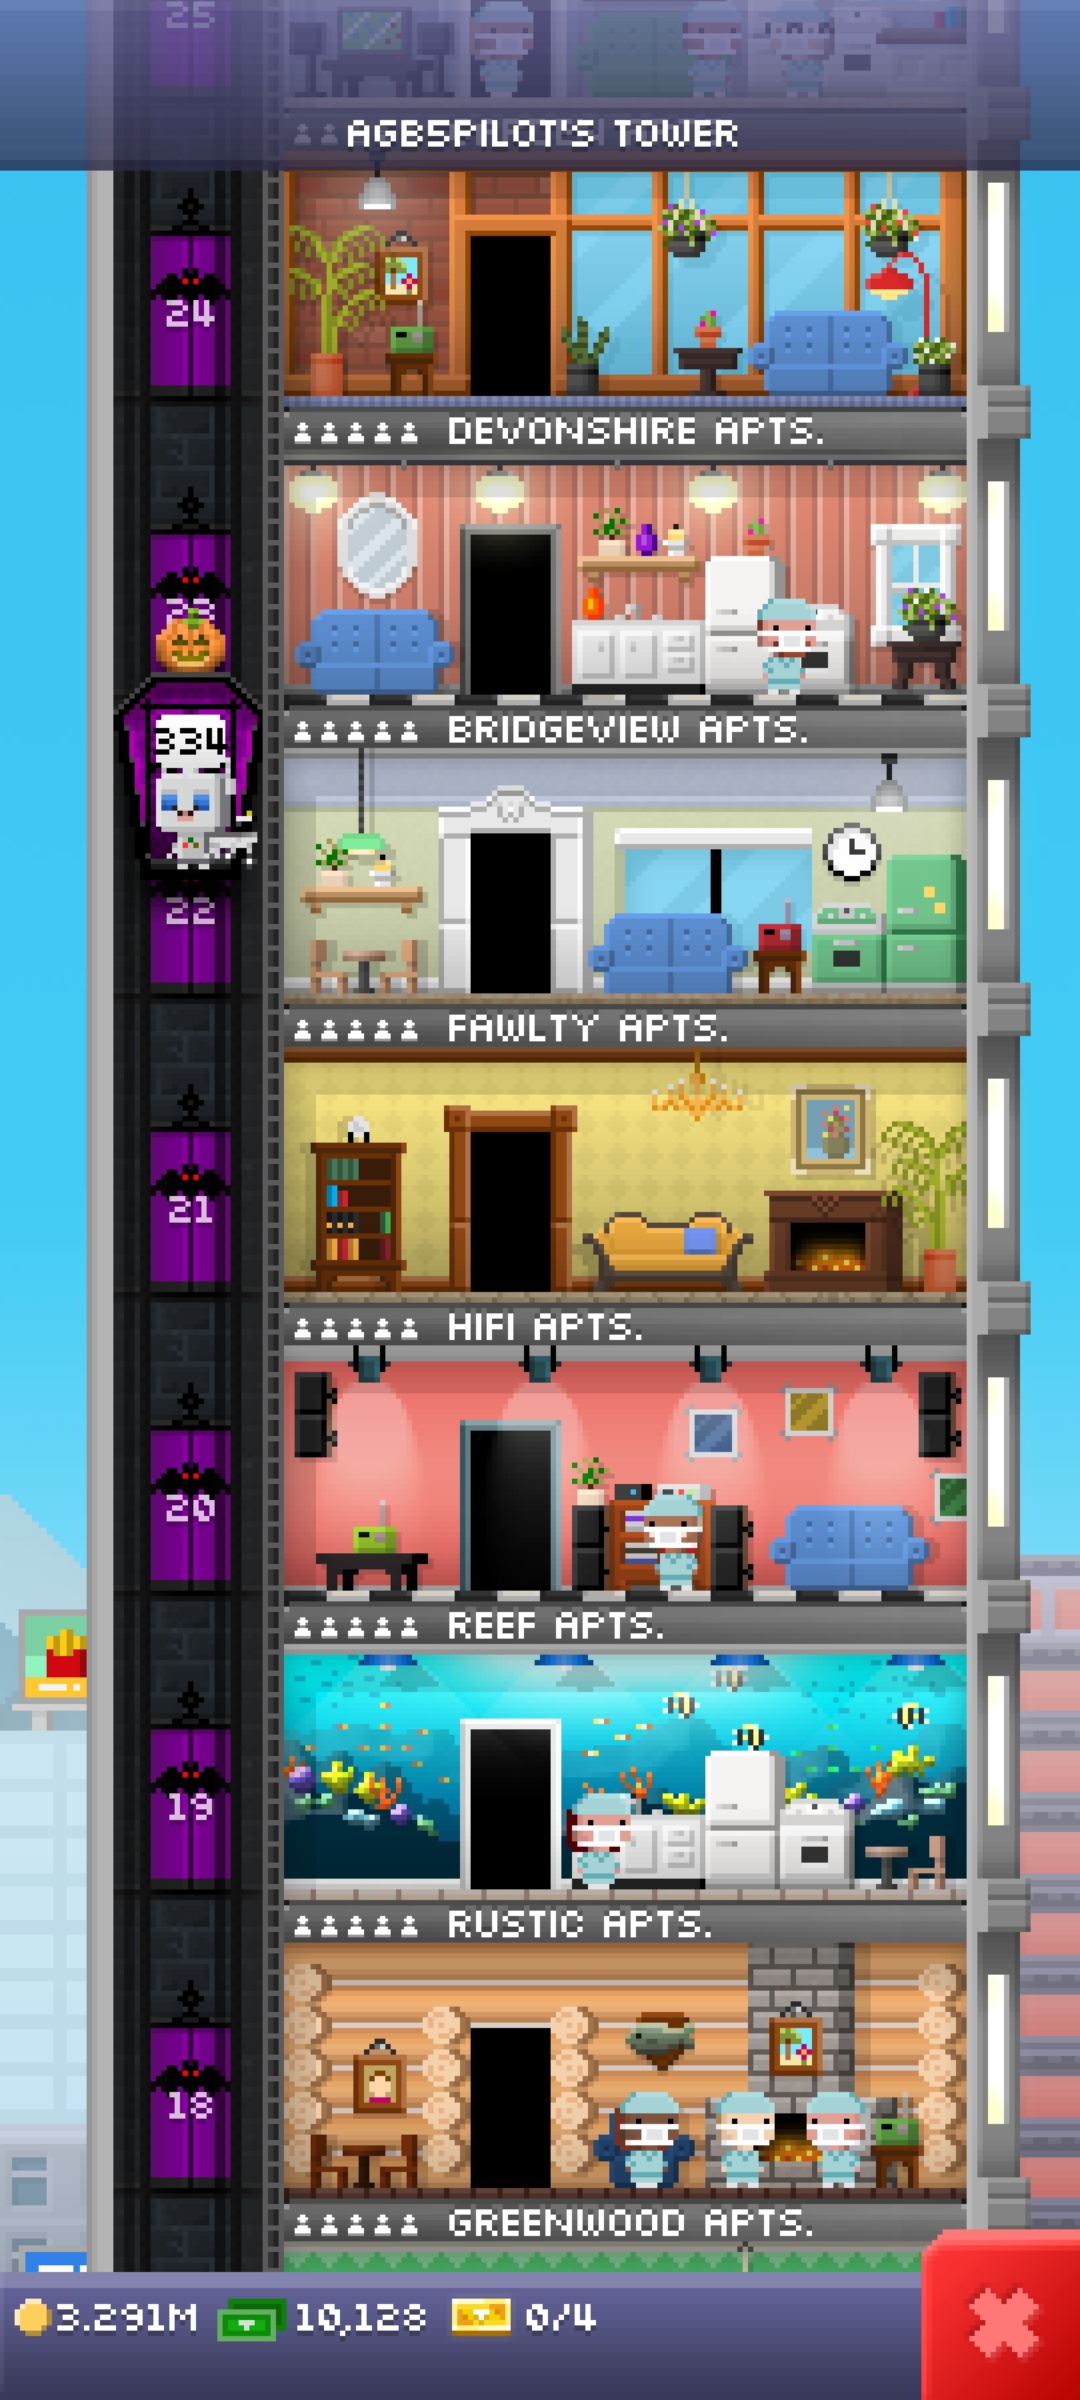 25
AGB5PILOT'S TOWER
24
DEVONSHIRE APTS.
23
BRIDGEVIEW APTS.
334
22
FAWLTY APTS.
21
HIFI APTS.
20
REEF APTS.
19
RUSTIC APTS.
18
GREENWOOD APTS.
3.291M 10,128 0/4